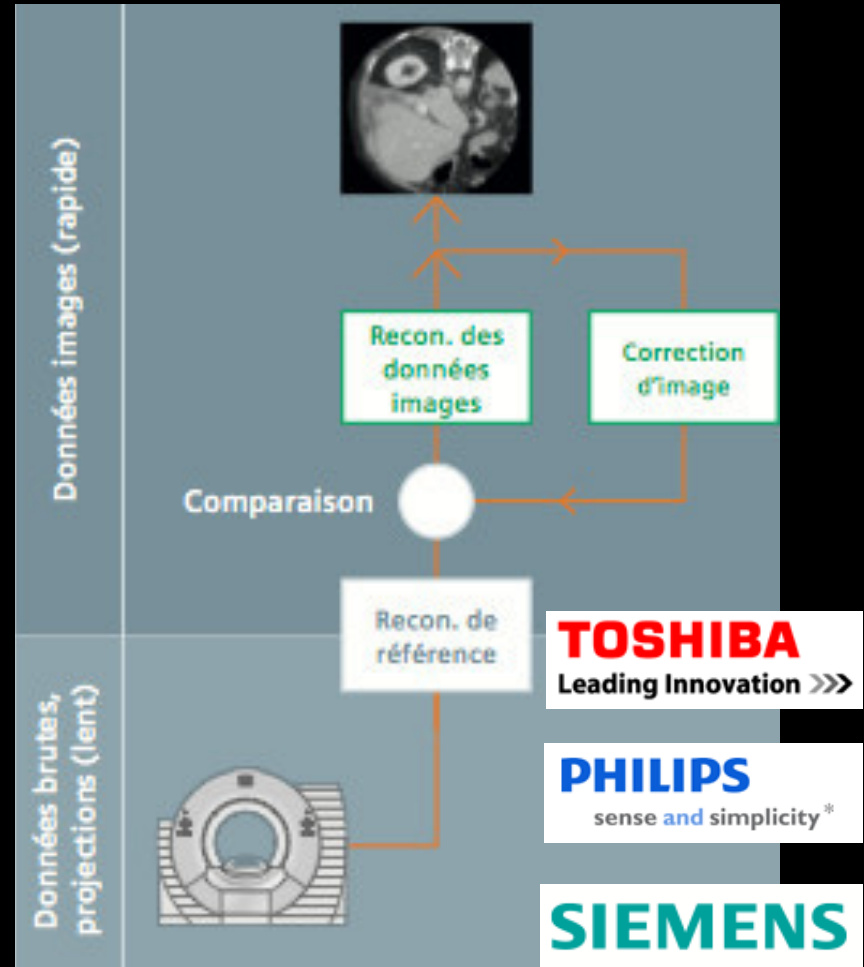 Données images (rapide)
Recon. des
données
images
Correction
d'image
Comparaison
Recon. de
référence
Données brutes,
projections (lent)
TOSHIBA
Leading Innovation >>>
PHILIPS
sense and simplicity*
SIEMENS